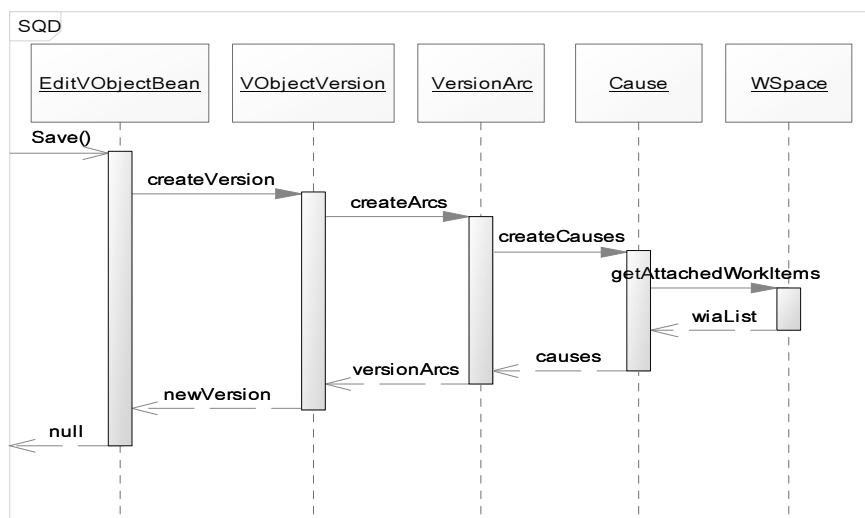 SQD
EditVObjectBean
VObjectVersion
VersionArc
Cause
WSpace
Save()
createVersion
createArcs
createCauses
getAttachedWorkItems
wiaList
causes
versionArcs
newVersion
null